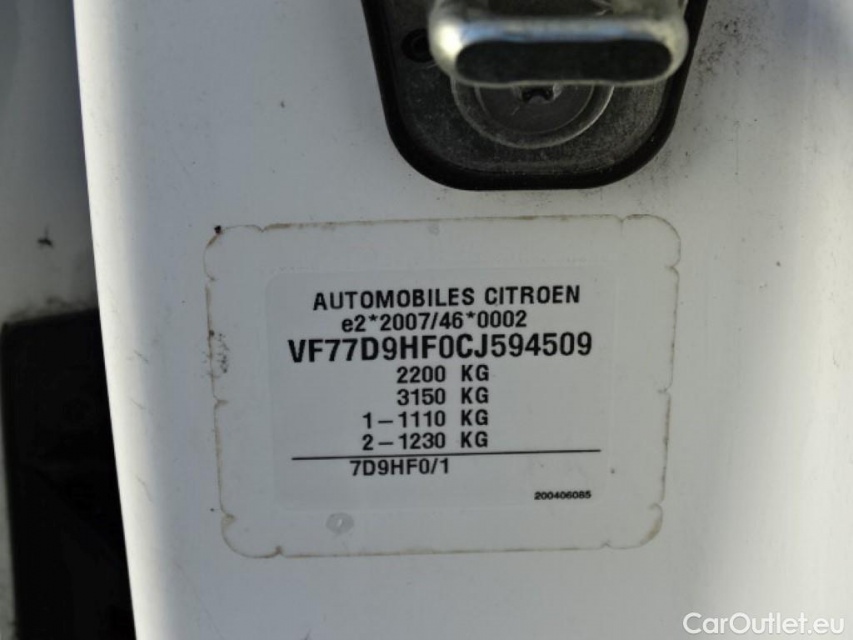 AUTOMOBILES CITROEN
e2*2007/46*0002
VF77D9HF0CJ594509
2200 KG
3150 KG
1-1110 KG
2-1230 KG
7D9HF0/1
200406085
CarOutlet.eu